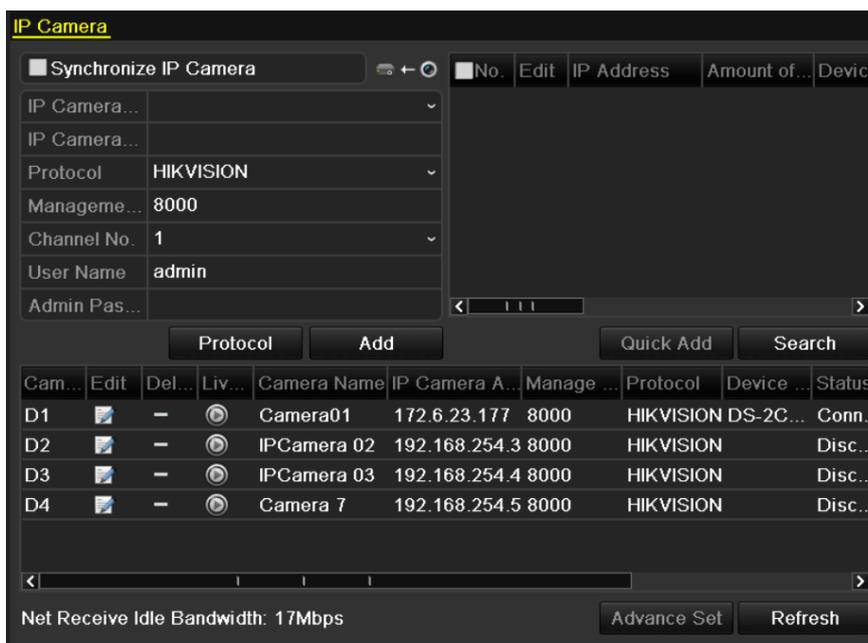 IP Camera
Synchronize IP Camera
No. Edit IP Address Amount of... Devic
IP Camera...
IP Camera...
Protocol HIKVISION
Manageme... 8000
Channel No. 1
User Name admin
Admin Pas...
Protocol Add Quick Add Search
Cam... Edit Del... Liv... Camera Name IP Camera A... Manage ... Protocol Device ... Status
D1 Camera01 172.6.23.177 8000 HIKVISION DS-2C... Conn.
D2 IPCamera 02 192.168.254.3 8000 HIKVISION Disc..
D3 IPCamera 03 192.168.254.4 8000 HIKVISION Disc..
D4 Camera 7 192.168.254.5 8000 HIKVISION Disc..
Net Receive Idle Bandwidth: 17Mbps Advance Set Refresh